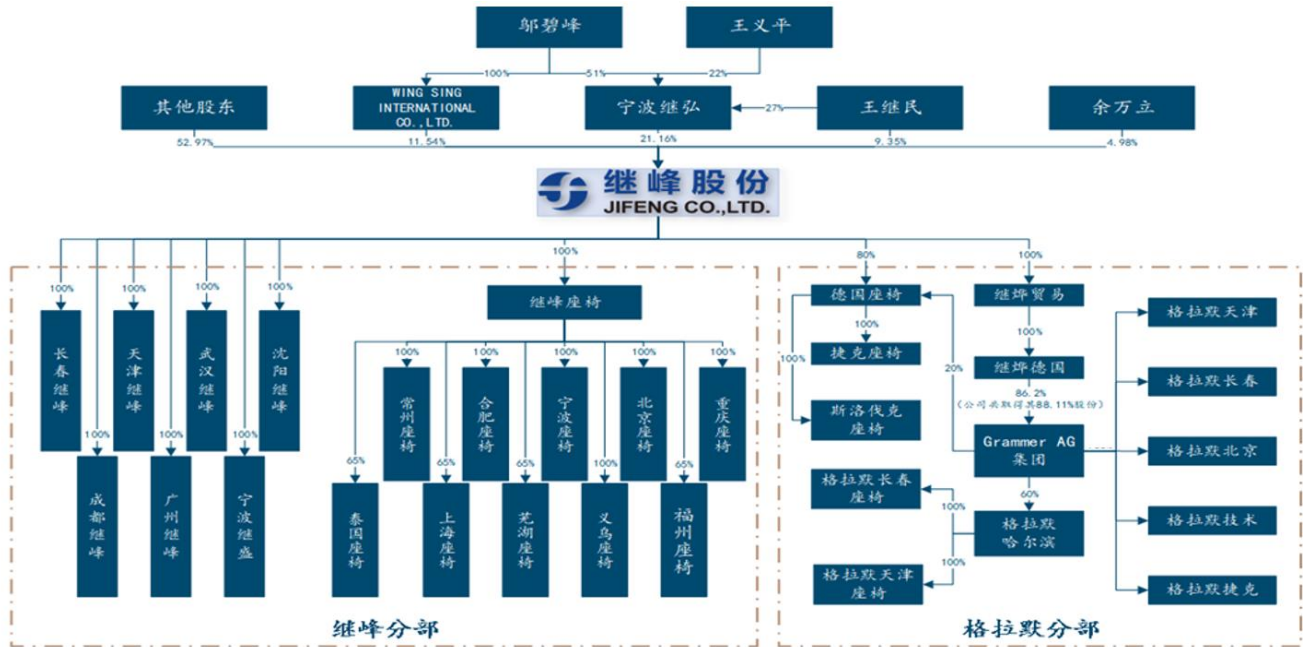 邬碧峰
王义平
100%
51%
22%
其他股东
WING SING
INTERNATIONAL
CO.,LTD.
宁波继弘
27%
王继民
余万立
52.97%
11.54%
21.16%
9.35%
4.98%
继峰股份
JIFENG CO.,LTD.
100%
80%
100%
100%
100%
100%
100%
继峰座椅
德国座椅
继烨贸易
格拉默天津
长春继峰
天津继峰
武汉继峰
沈阳继峰
100%
100%
捷克座椅
100%
20%
继烨德国
100%
100%
100%
100%
100%
常州座椅
合肥座椅
宁波座椅
北京座椅
重庆座椅
格拉默长春
86.2%
(公司共取得其88.11%股份)
斯洛伐克
座椅
100%
100%
100%
Grammer AG
集团
格拉默北京
成都继峰
广州继峰
宁波继盛
65%
65%
65%
100%
65%
泰国座椅
上海座椅
芜湖座椅
义乌座椅
福州座椅
格拉默长春
座椅
60%
100%
格拉默
哈尔滨
格拉默技术
100%
格拉默天津
座椅
格拉默捷克
继峰分部
格拉默分部